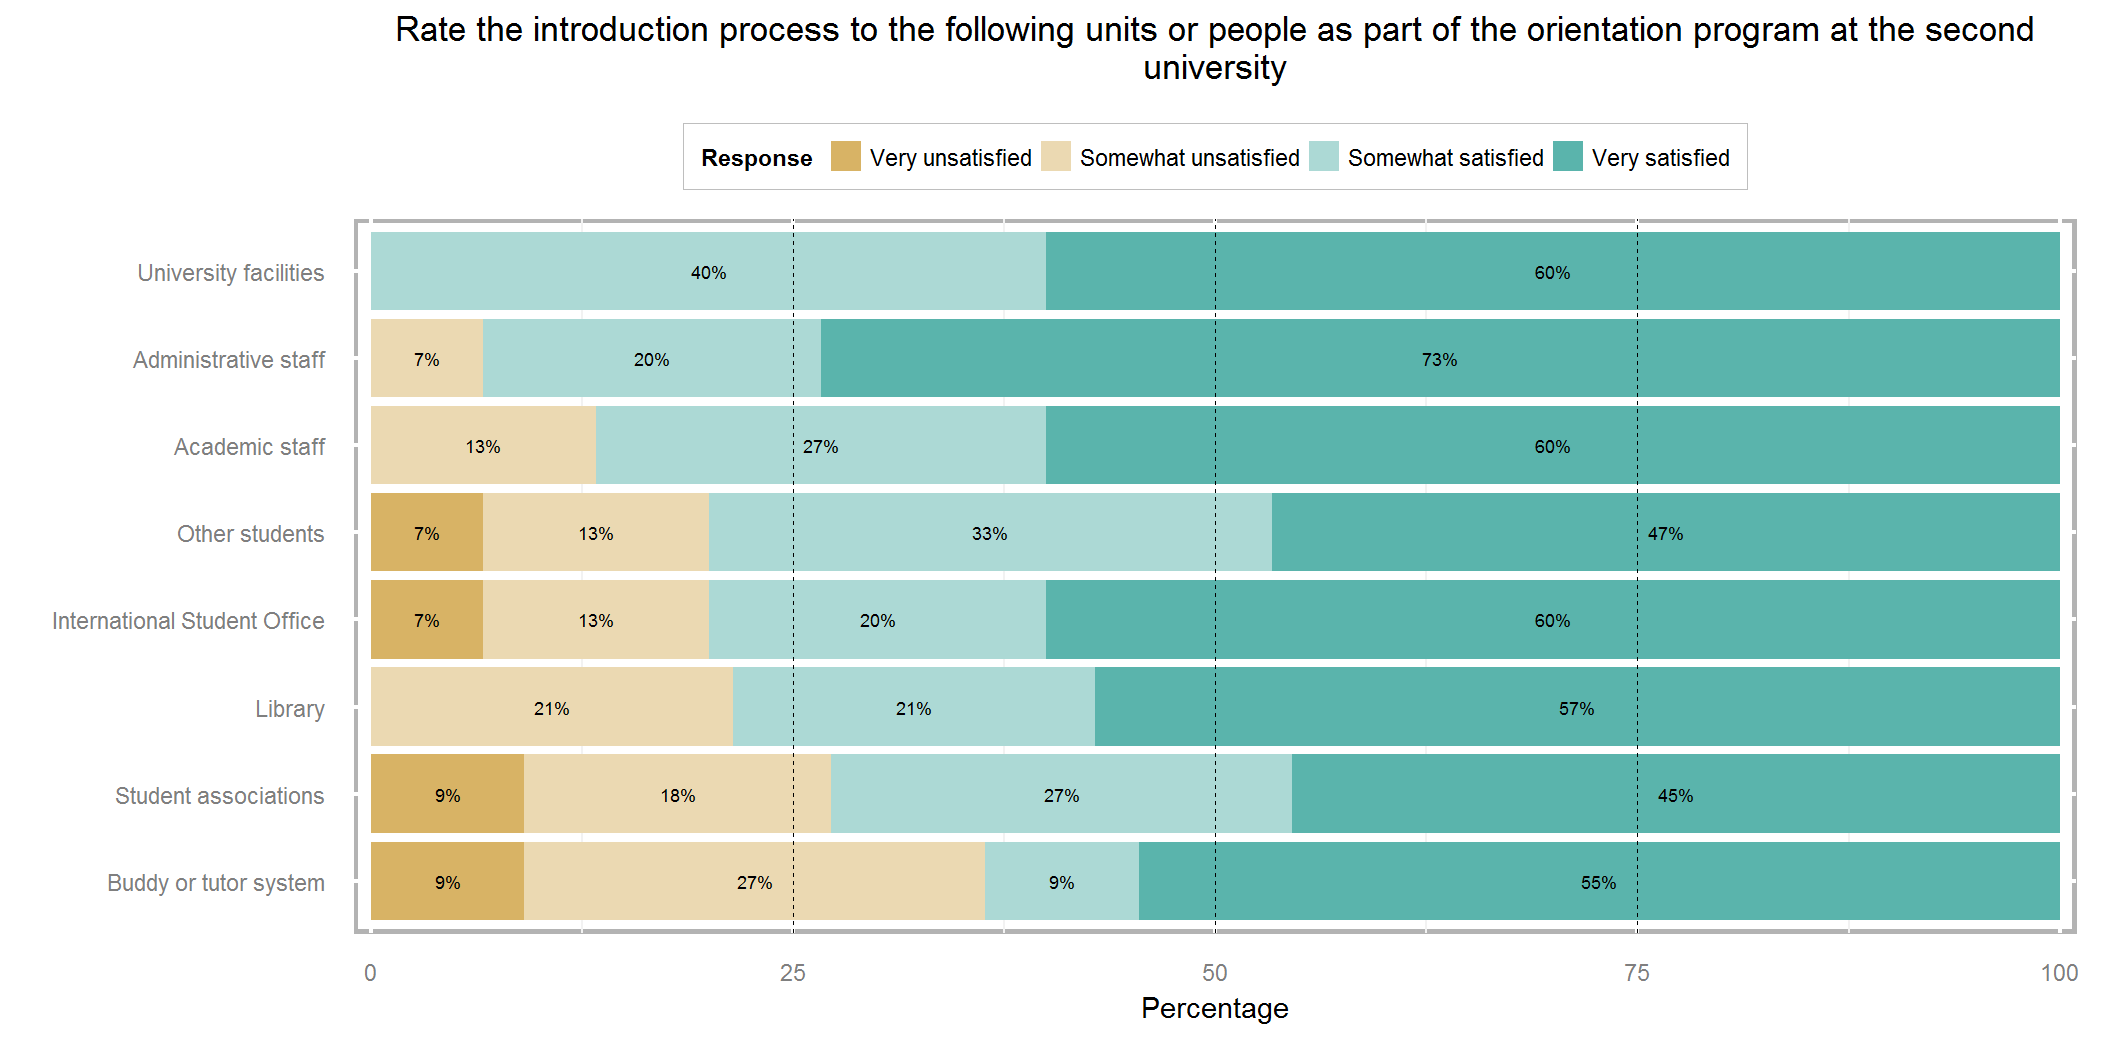 Rate the introduction process to the following units or people as part of the orientation program at the second
university
Response Very unsatisfied Somewhat unsatisfied Somewhat satisfied Very satisfied
University facilities 40% 60%
Administrative staff 7% 20% 73%
Academic staff 13% 27% 60%
Other students 7% 13% 33% 47%
International Student Office 7% 13% 20% 60%
Library 21% 21% 57%
Student associations 9% 18% 27% 45%
Buddy or tutor system 9% 27% 9% 55%
0 25 50 75 100
Percentage